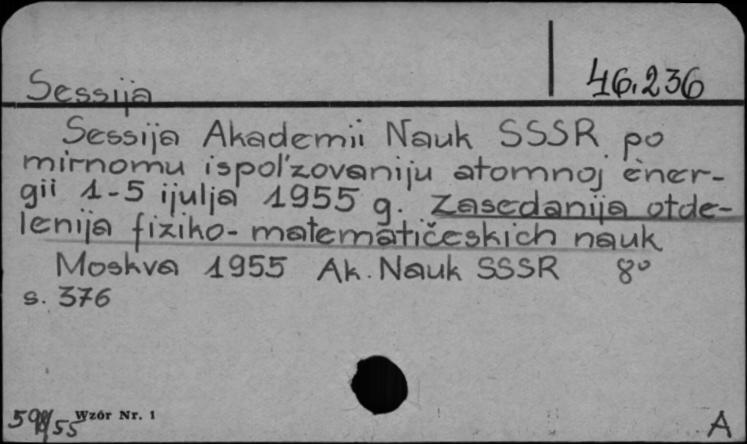 46.236
Sessija
Sessija Akademii Nauk SSSR po
mirnomu ispol'zovaniju atomnoj ėner-
gii 1-5 ijulja 1955 g. Zasedanija otde-
lenija fiziko-matematičeskich nauk
Moskva 1955 Ak. Nauk SSSR 8º
s. 376
Wzór Nr. 1
A